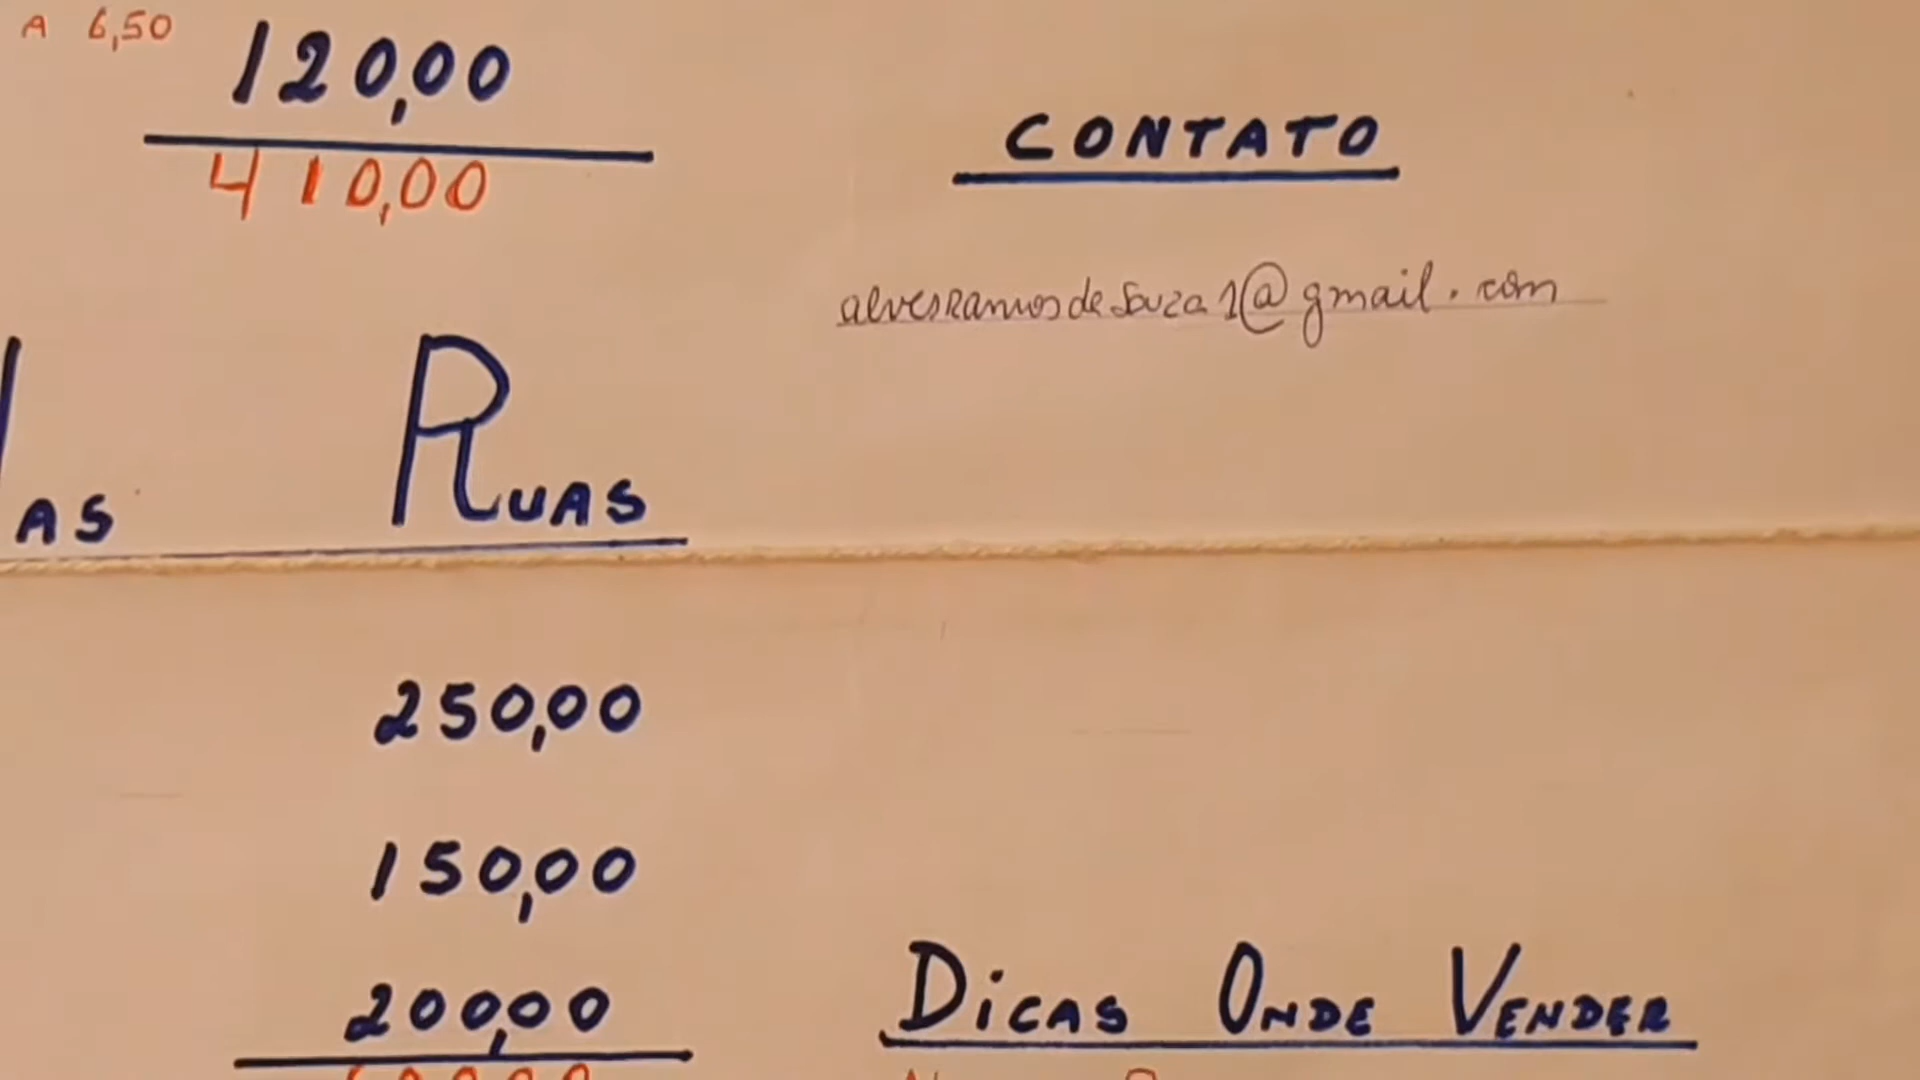 A 6,50
120,00
410,00
CONTATO
alvesRamosdeSouza1@gmail.com
AS RUAS
250,00
150,00
200,00
DICAS ONDE VENDER